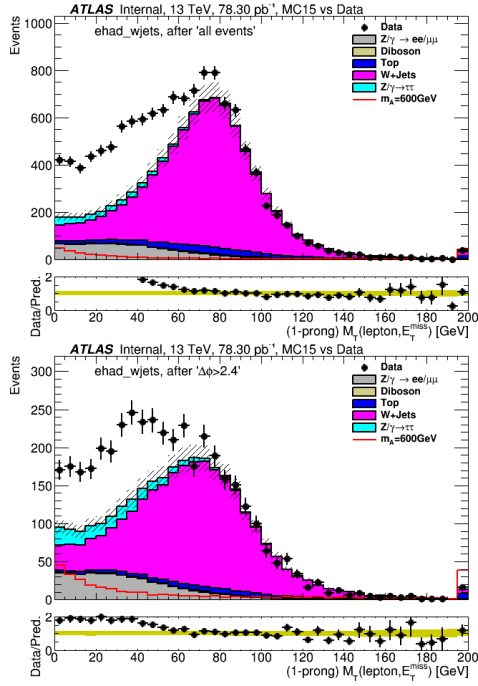 ATLAS Internal, 13 TeV, 78.30 pb⁻¹, MC15 vs Data
Events
ehad_wjets, after 'all events'
Data
Z/γ → ee/μμ
Diboson
Top
W+Jets
Z/γ→ττ
m_A=600GeV
1000
800
600
400
200
0
Data/Pred.
2
0
0 20 40 60 80 100 120 140 160 180 200
(1-prong) M_T(lepton,E_T^miss) [GeV]
ATLAS Internal, 13 TeV, 78.30 pb⁻¹, MC15 vs Data
Events
ehad_wjets, after 'Δϕ>2.4'
Data
Z/γ → ee/μμ
Diboson
Top
W+Jets
Z/γ→ττ
m_A=600GeV
300
250
200
150
100
50
0
Data/Pred.
2
0
0 20 40 60 80 100 120 140 160 180 200
(1-prong) M_T(lepton,E_T^miss) [GeV]